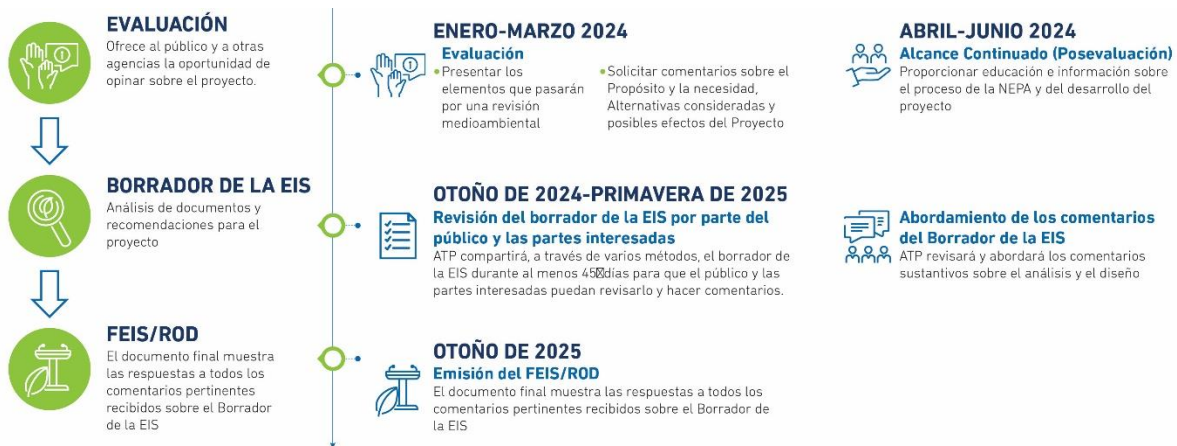 EVALUACIÓN
Ofrece al público y a otras
agencias la oportunidad de
opinar sobre el proyecto.
BORRADOR DE LA EIS
Análisis de documentos y
recomendaciones para el
proyecto
FEIS/ROD
El documento final muestra
las respuestas a todos los
comentarios pertinentes
recibidos sobre el Borrador
de la EIS
ENERO-MARZO 2024
Evaluación
• Presentar los
elementos que pasarán
por una revisión
medioambiental
• Solicitar comentarios sobre el
Propósito y la necesidad,
Alternativas consideradas y
posibles efectos del Proyecto
ABRIL-JUNIO 2024
Alcance Continuado (Posevaluación)
Proporcionar educación e información sobre
el proceso de la NEPA y del desarrollo del
proyecto
OTOÑO DE 2024-PRIMAVERA DE 2025
Revisión del borrador de la EIS por parte del
público y las partes interesadas
ATP compartirá, a través de varios métodos, el borrador de
la EIS durante al menos 45 días para que el público y las
partes interesadas puedan revisarlo y hacer comentarios.
Abordamiento de los comentarios
del Borrador de la EIS
ATP revisará y abordará los comentarios
sustantivos sobre el análisis y el diseño
OTOÑO DE 2025
Emisión del FEIS/ROD
El documento final muestra las respuestas a todos los
comentarios pertinentes recibidos sobre el Borrador de
la EIS